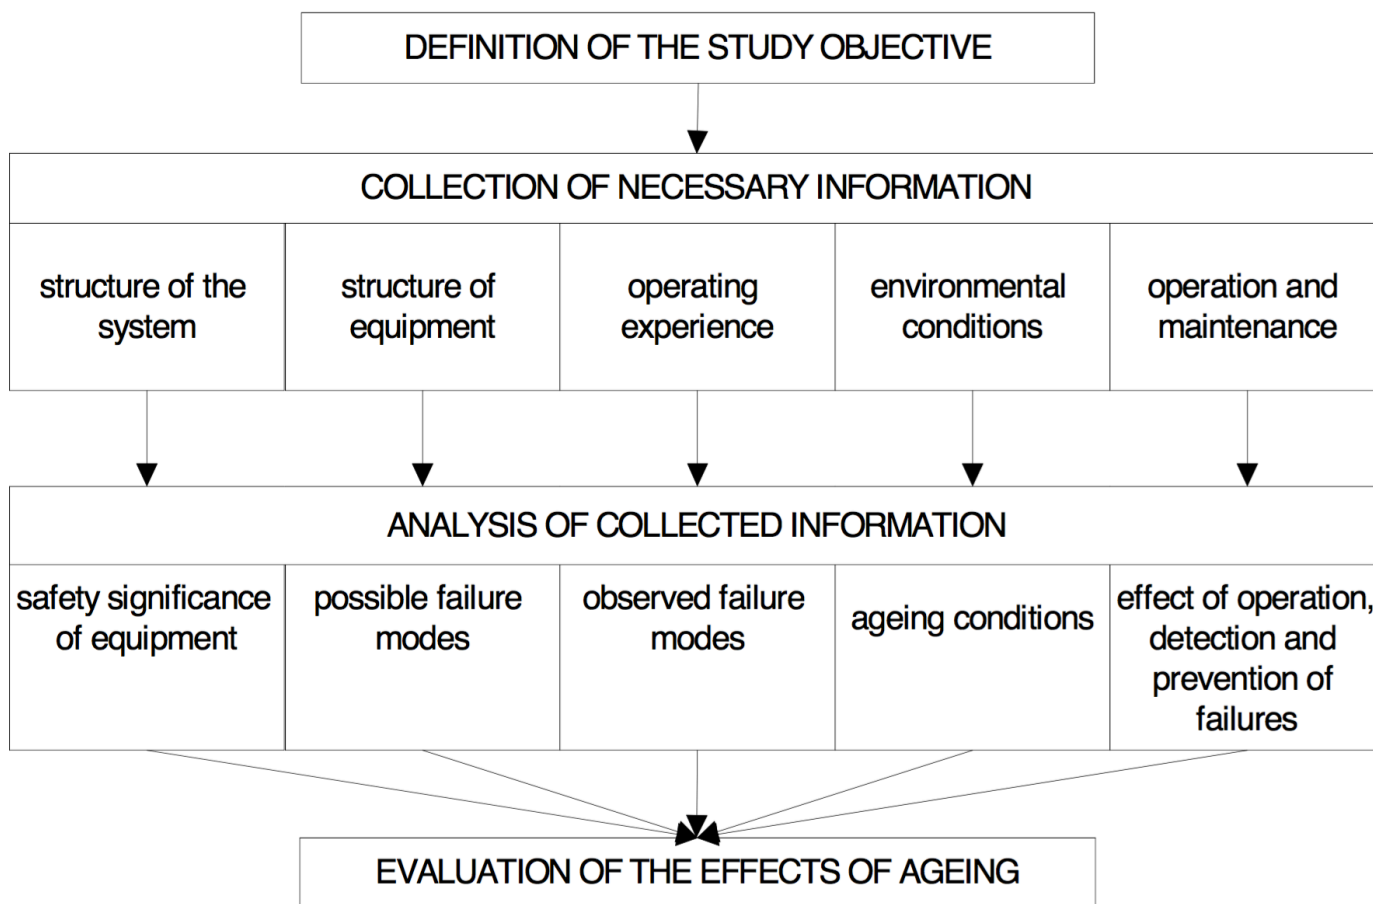 DEFINITION OF THE STUDY OBJECTIVE
COLLECTION OF NECESSARY INFORMATION
structure of the
system
structure of
equipment
operating
experience
environmental
conditions
operation and
maintenance
ANALYSIS OF COLLECTED INFORMATION
safety significance
of equipment
possible failure
modes
observed failure
modes
ageing conditions
effect of operation,
detection and
prevention of
failures
EVALUATION OF THE EFFECTS OF AGEING